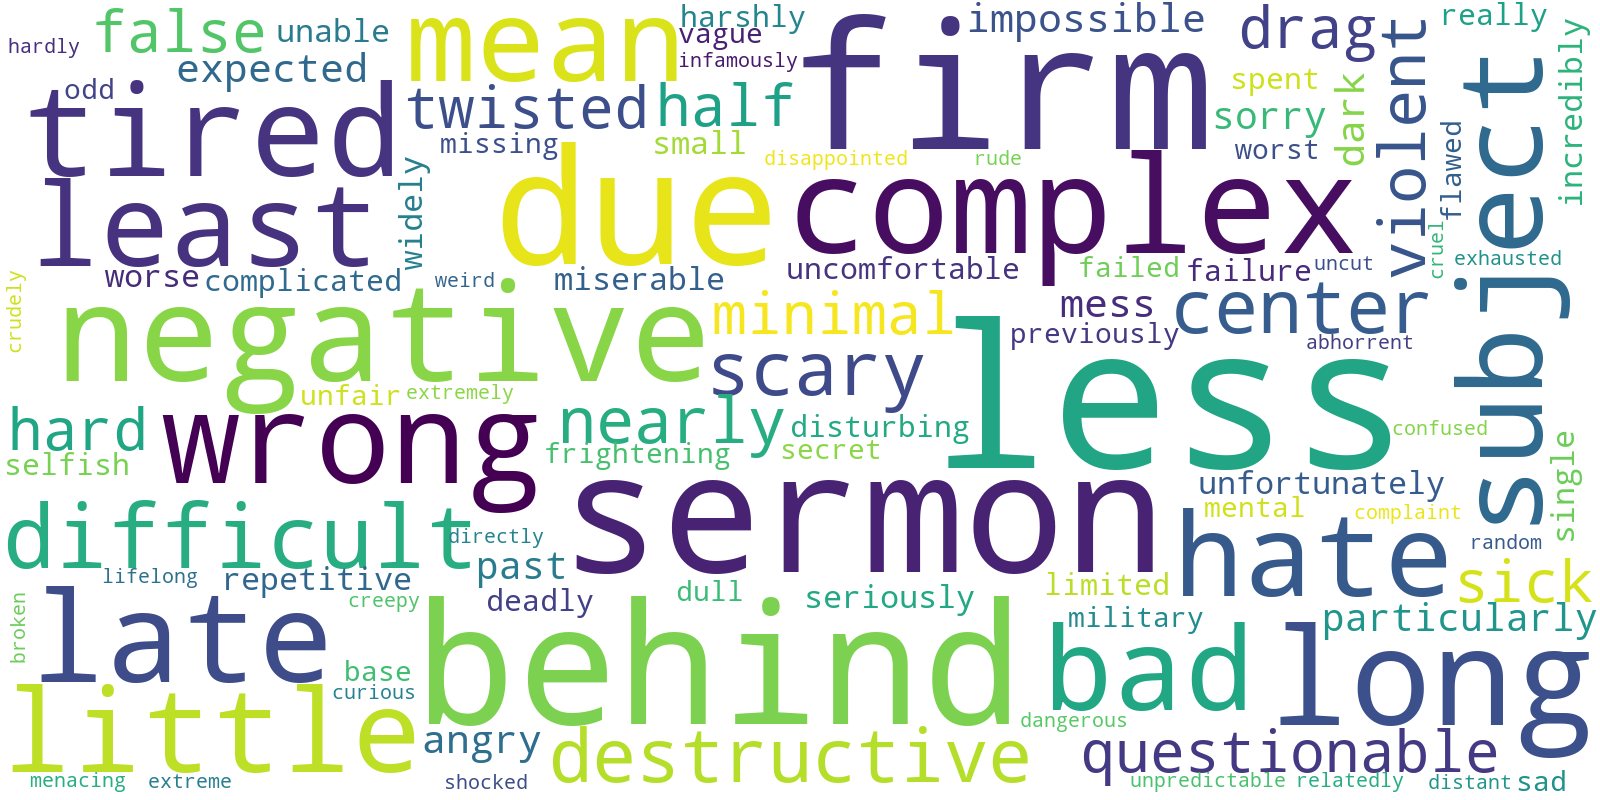 hardly
false
unable
expected
mean
harshly
vague
infamously
impossible
firm
drag
really
violent
incredibly
odd
tired
twisted
half
spent
sorry
dark
subject
missing
small
disappointed
rude
worst
flawed
least
widely
due
complex
cruel
worse
complicated
weird
miserable
uncomfortable
failed
failure
uncut
exhausted
crudely
negative
minimal
mess
center
previously
abhorrent
scary
less
unfair
extremely
hard
wrong
nearly
disturbing
confused
selfish
frightening
secret
single
unfortunately
difficult
sermon
hate
mental
complaint
directly
past
random
lifelong
repetitive
limited
sick
broken
creepy
deadly
dull
seriously
military
particularly
late
behind
bad
long
base
curious
little
angry
destructive
dangerous
questionable
menacing
extreme
shocked
unpredictable
relatedly
distant
sad